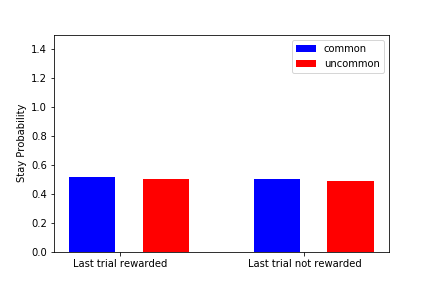 1.4
1.2
1.0
0.8
0.6
0.4
0.2
0.0
Stay Probability
common
uncommon
Last trial rewarded
Last trial not rewarded